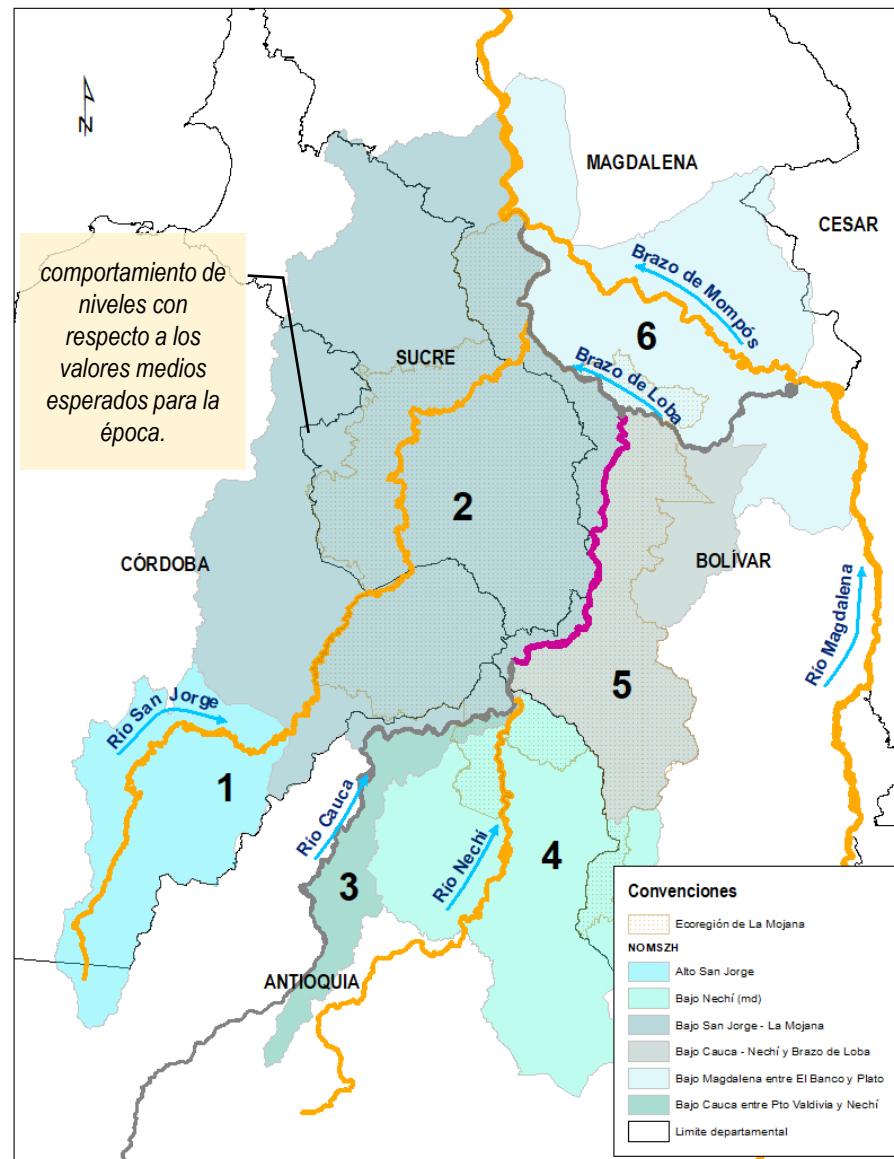 N
MAGDALENA
CESAR
comportamiento de
niveles con
respecto a los
valores medios
esperados para la
época.
Brazo de Mompós
6
SUCRE
Brazo de Loba
2
CÓRDOBA
BOLÍVAR
Río Magdalena
5
Río San Jorge
1
Río Cauca
Río Nechí
4
3
ANTIOQUIA
Convenciones
Ecoregión de La Mojana
NOMSZH
Alto San Jorge
Bajo Nechí (md)
Bajo San Jorge - La Mojana
Bajo Cauca - Nechí y Brazo de Loba
Bajo Magdalena entre El Banco y Plato
Bajo Cauca entre Pto Valdivia y Nechí
Limite departamental